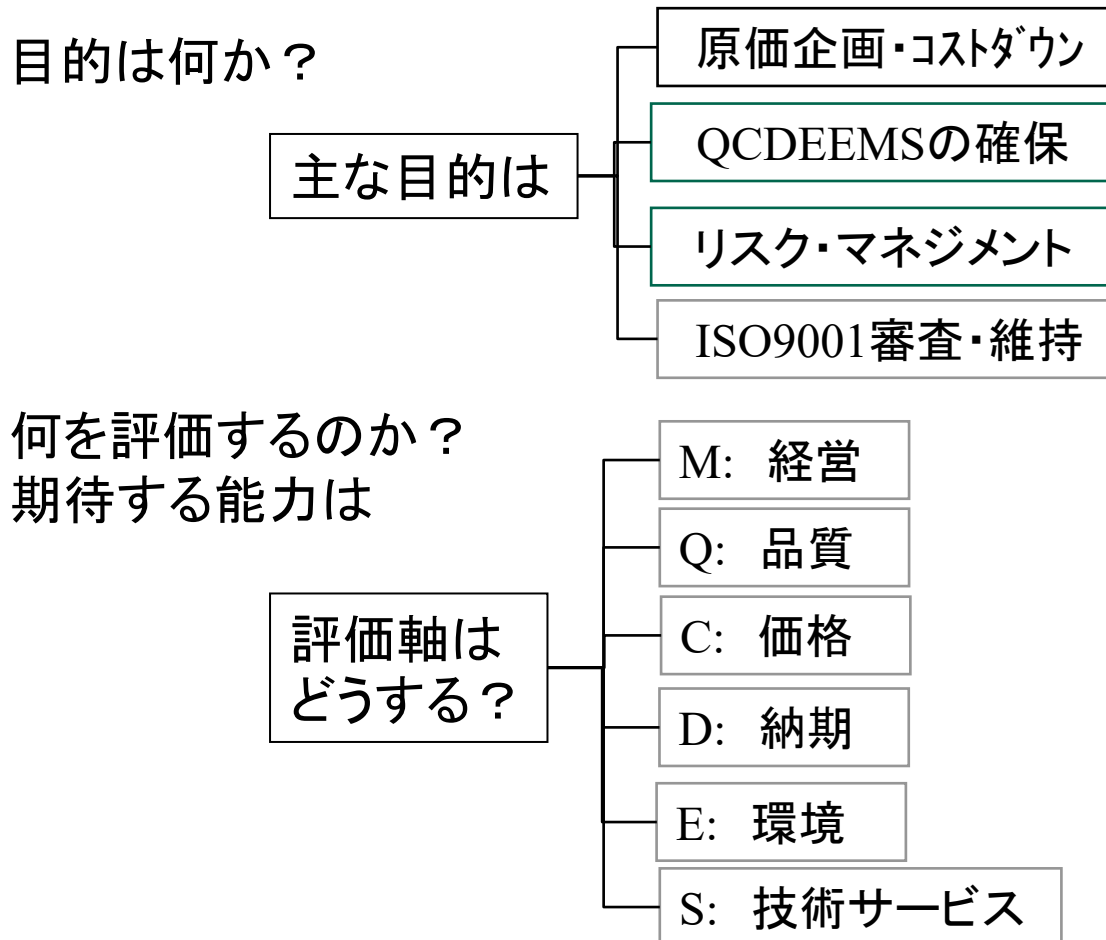 目的は何か？
主な目的は
原価企画・ｺｽﾄﾀﾞｳﾝ
QCDEEMSの確保
リスク・マネジメント
ISO9001審査・維持
何を評価するのか？
期待する能力は
評価軸は
どうする？
M: 経営
Q: 品質
C: 価格
D: 納期
E: 環境
S: 技術サービス